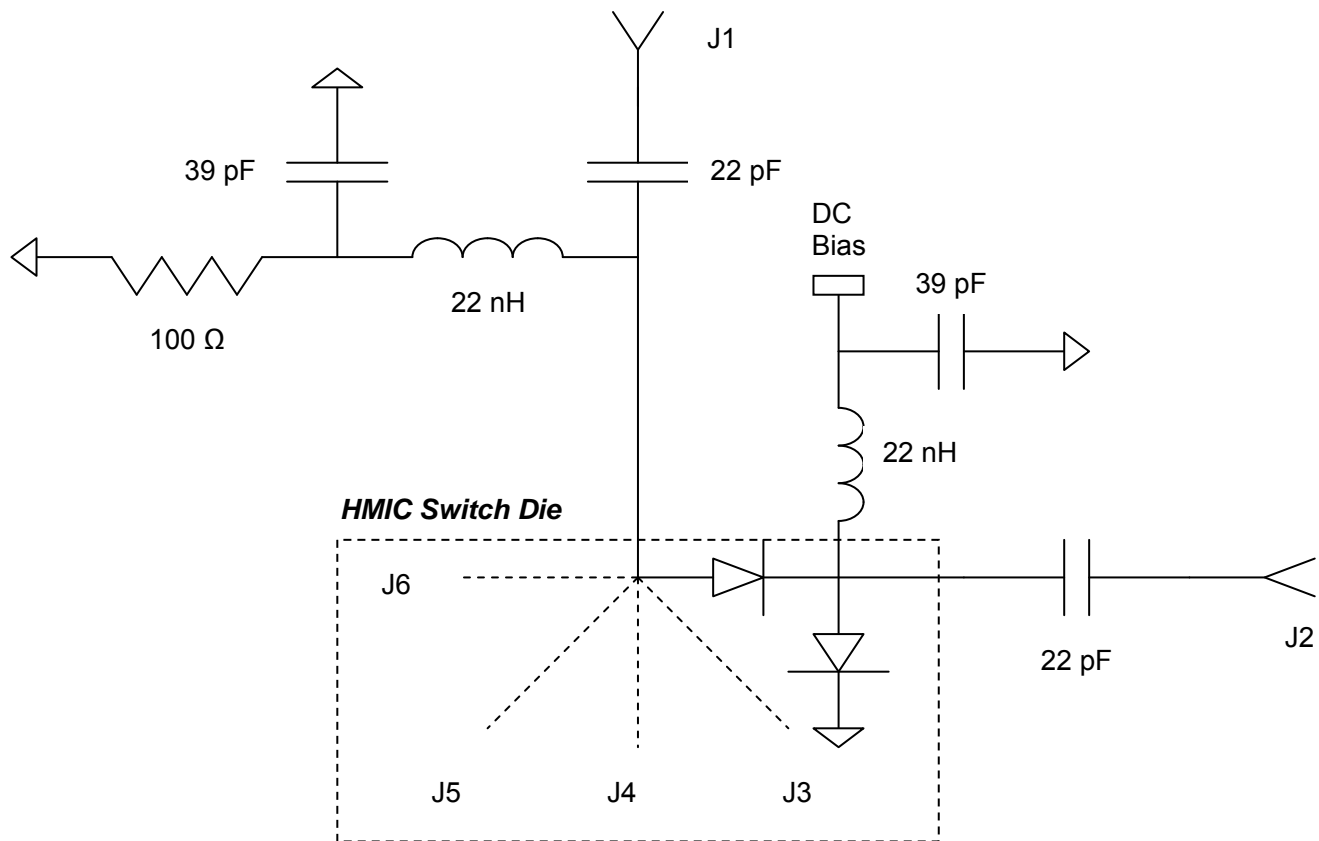 J1
39 pF
22 pF
DC
Bias
39 pF
22 nH
100 Ω
22 nH
HMIC Switch Die
J6
J2
22 pF
J5
J4
J3